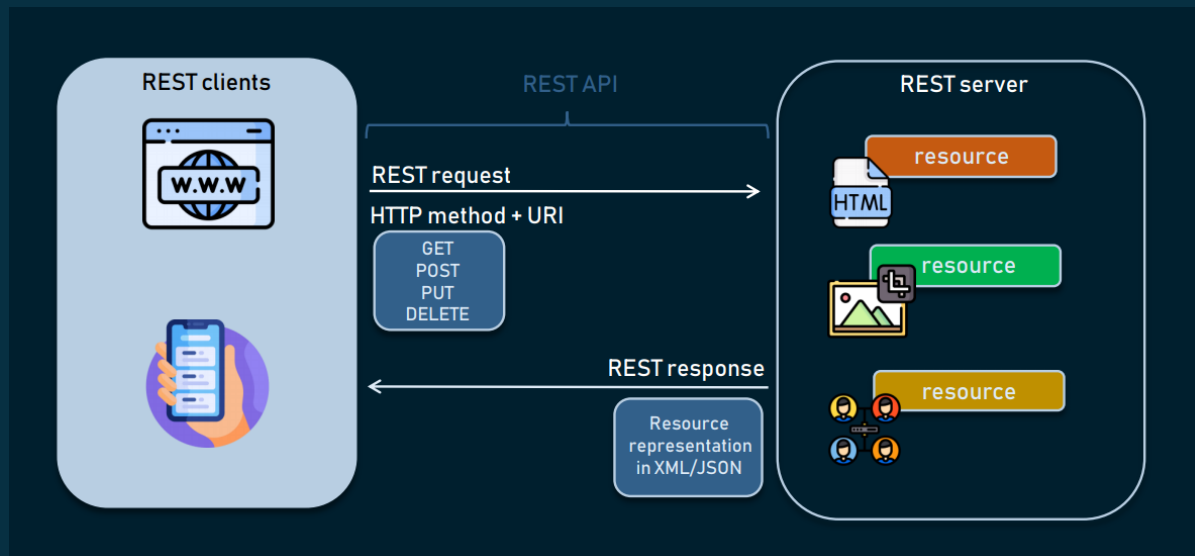 REST clients
W.W.W
REST API
REST request
HTTP method + URI
GET
POST
PUT
DELETE
REST response
Resource
representation
in XML/JSON
REST server
resource
HTML
resource
resource